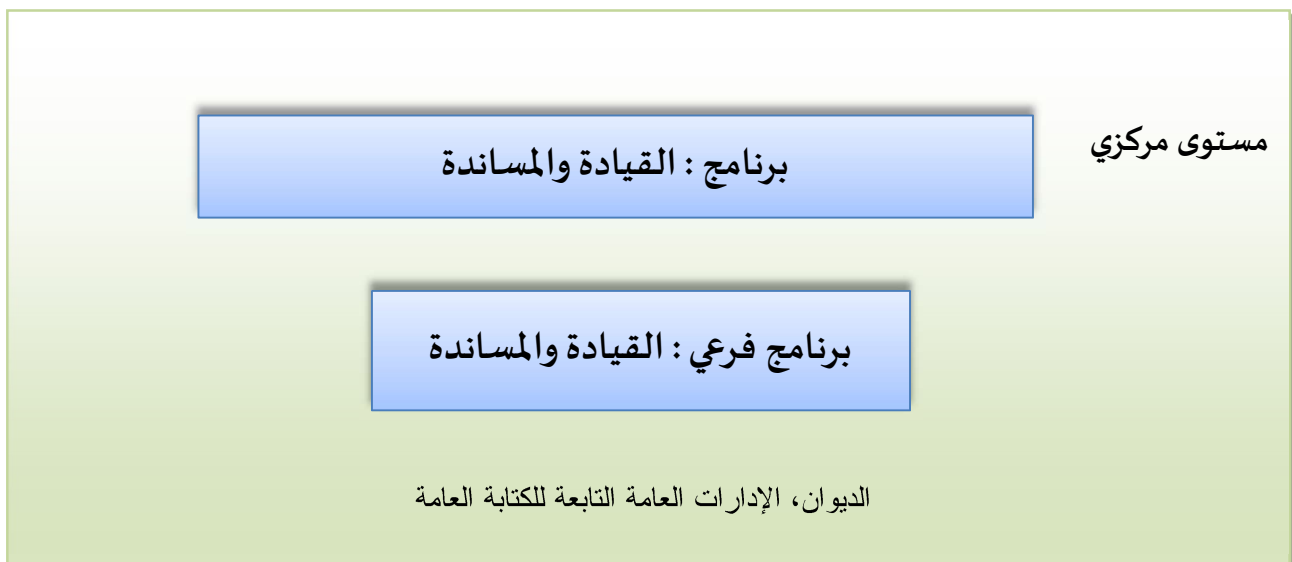 مستوى مركزي
برنامج : القيادة والمساندة
برنامج فرعي : القيادة والمساندة
الديوان، الإدارات العامة التابعة للكتابة العامة